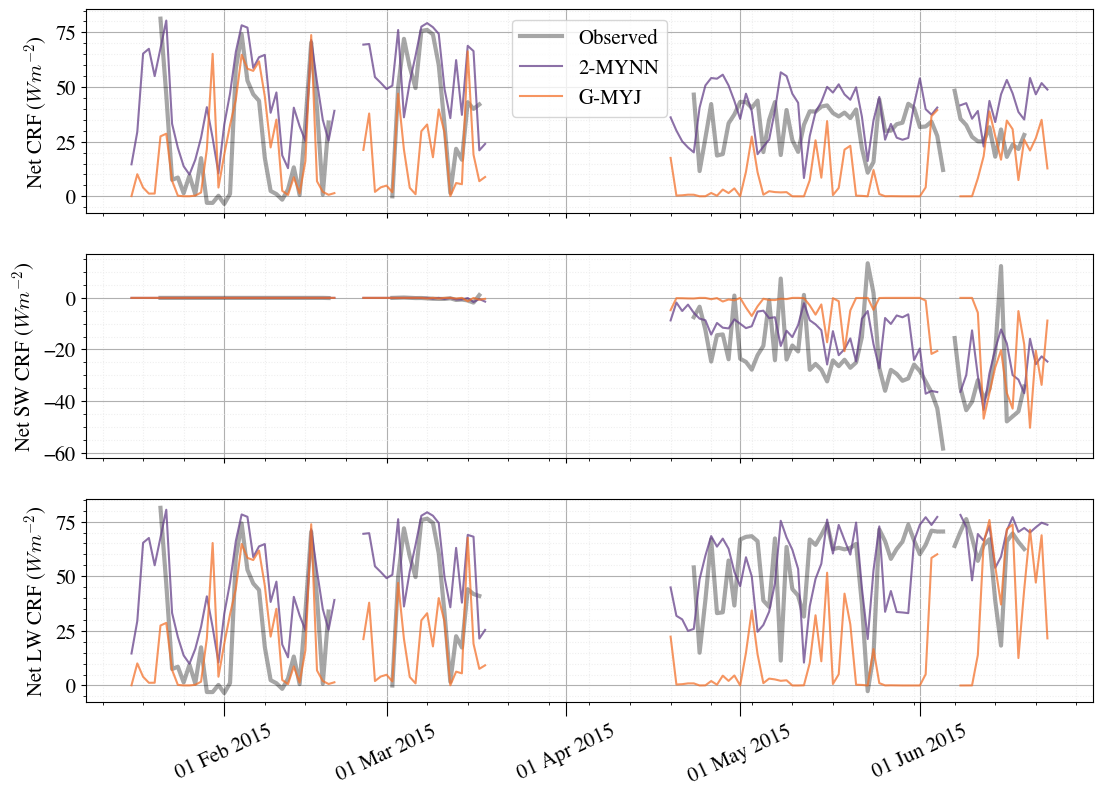 Net CRF (Wm⁻²)
75
50
25
0
Observed
2-MYNN
G-MYJ
Net SW CRF (Wm⁻²)
0
−20
−40
−60
Net LW CRF (Wm⁻²)
75
50
25
0
01 Feb 2015
01 Mar 2015
01 Apr 2015
01 May 2015
01 Jun 2015